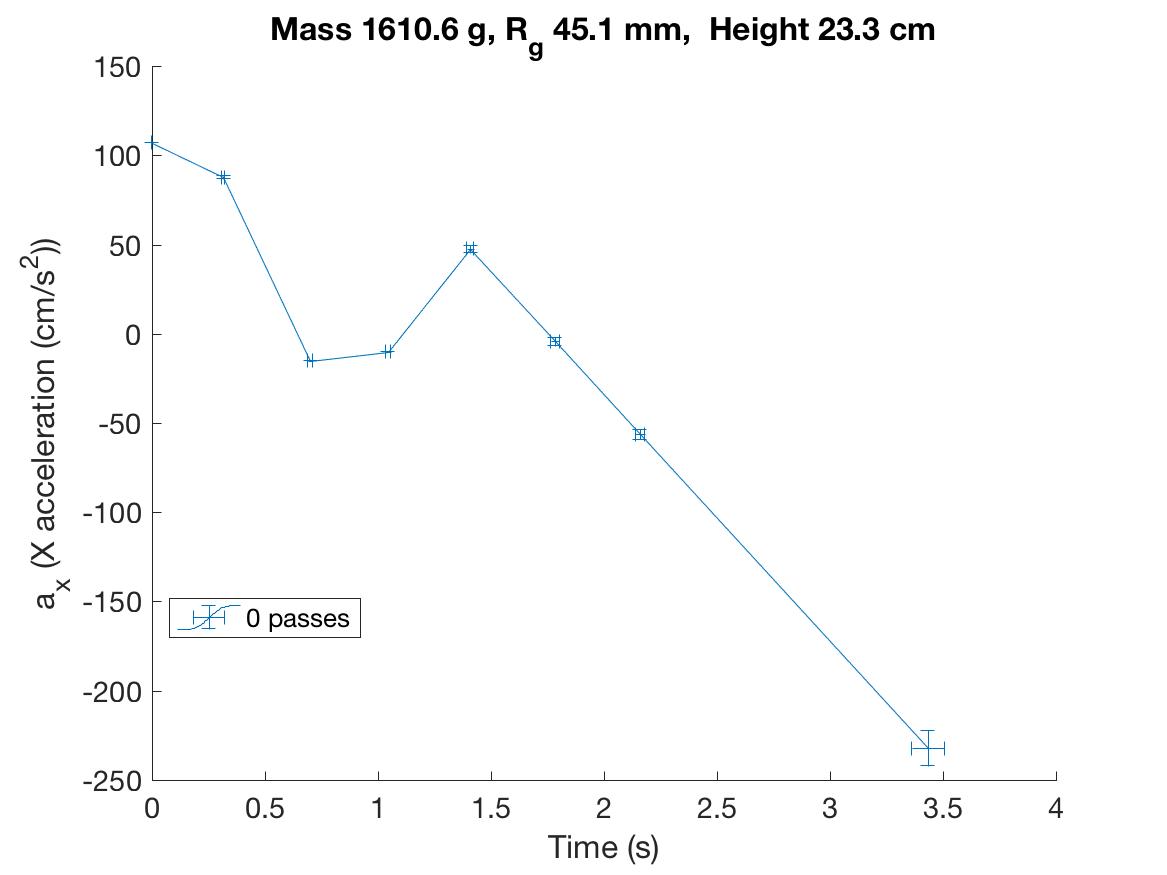 Mass 1610.6 g, Rg 45.1 mm,  Height 23.3 cm
150
100
50
0
-50
-100
-150
-200
-250
ax (X acceleration (cm/s2))
0 passes
0 0.5 1 1.5 2 2.5 3 3.5 4
Time (s)